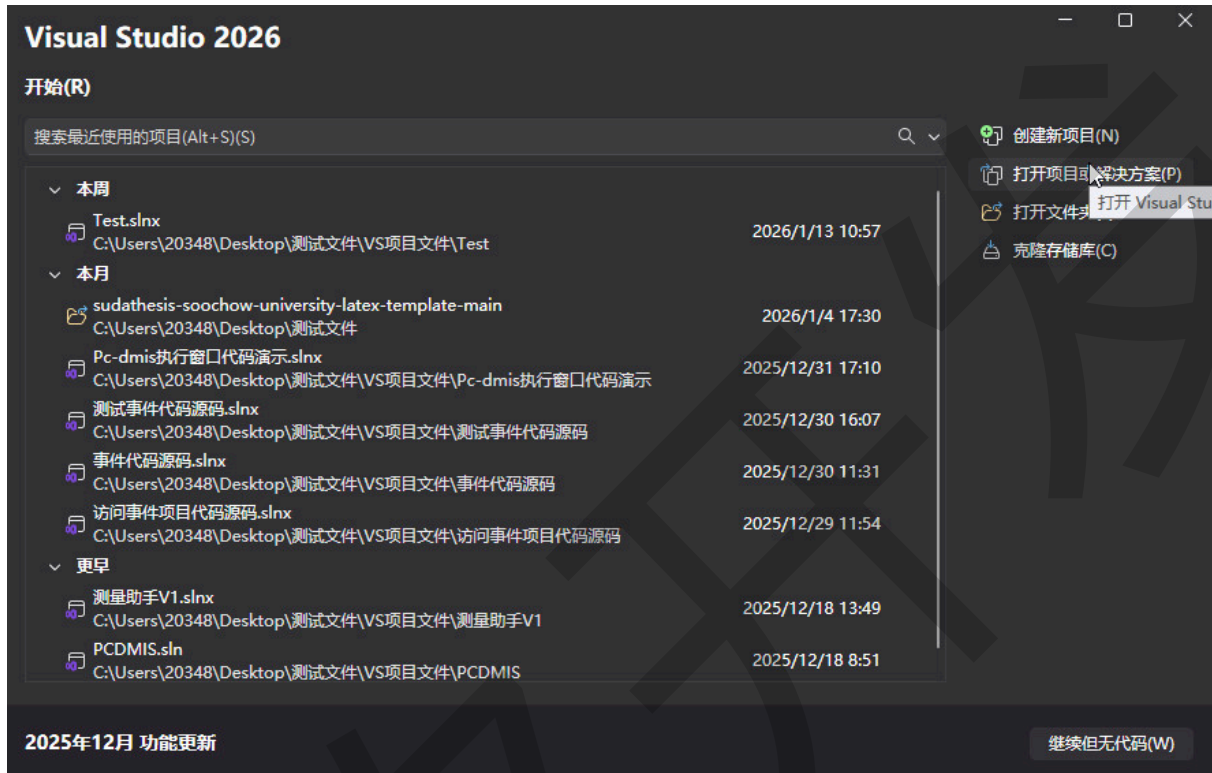 Visual Studio 2026
开始(R)
搜索最近使用的项目(Alt+S)(S)
本周
Test.slnx
2026/1/13 10:57
C:\Users\20348\Desktop\测试文件\VS项目文件\Test
本月
sudathesis-soochow-university-latex-template-main
2026/1/4 17:30
C:\Users\20348\Desktop\测试文件
Pc-dmis执行窗口代码演示.slnx
2025/12/31 17:10
C:\Users\20348\Desktop\测试文件\VS项目文件\Pc-dmis执行窗口代码演示
测试事件代码源码.slnx
2025/12/30 16:07
C:\Users\20348\Desktop\测试文件\VS项目文件\测试事件代码源码
事件代码源码.slnx
2025/12/30 11:31
C:\Users\20348\Desktop\测试文件\VS项目文件\事件代码源码
访问事件项目代码源码.slnx
2025/12/29 11:54
C:\Users\20348\Desktop\测试文件\VS项目文件\访问事件项目代码源码
更早
测量助手V1.slnx
2025/12/18 13:49
C:\Users\20348\Desktop\测试文件\VS项目文件\测量助手V1
PCDMIS.sln
2025/12/18 8:51
C:\Users\20348\Desktop\测试文件\VS项目文件\PCDMIS
创建新项目(N)
打开项目或解决方案(P)
打开 Visual Stu
打开文件夹
克隆存储库(C)
2025年12月 功能更新
继续但无代码(W)